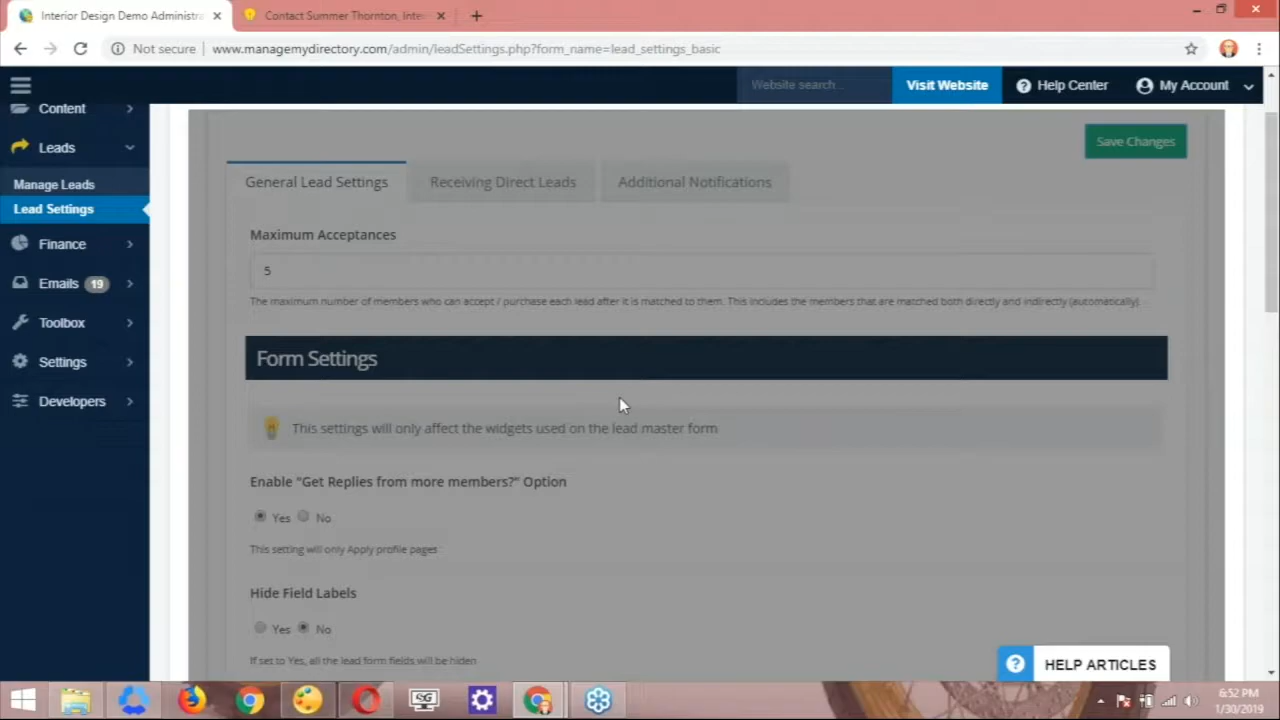 Interior Design Demo Administra
Contact Summer Thornton, Inte
Not secure
www.managemydirectory.com/admin/leadSettings.php?form_name=lead_settings_basic
Website search...
Visit Website
Help Center
My Account
Content
Leads
Manage Leads
Lead Settings
Finance
Emails 19
Toolbox
Settings
Developers
Save Changes
General Lead Settings
Receiving Direct Leads
Additional Notifications
Maximum Acceptances
5
The maximum number of members who can accept / purchase each lead after it is matched to them. This includes the members that are matched both directly and indirectly (automatically).
Form Settings
This settings will only affect the widgets used on the lead master form
Enable "Get Replies from more members?" Option
Yes No
This setting will only Apply profile pages
Hide Field Labels
Yes No
If set to Yes, all the lead form fields will be hidden
HELP ARTICLES
SG
6:52 PM
1/30/2019